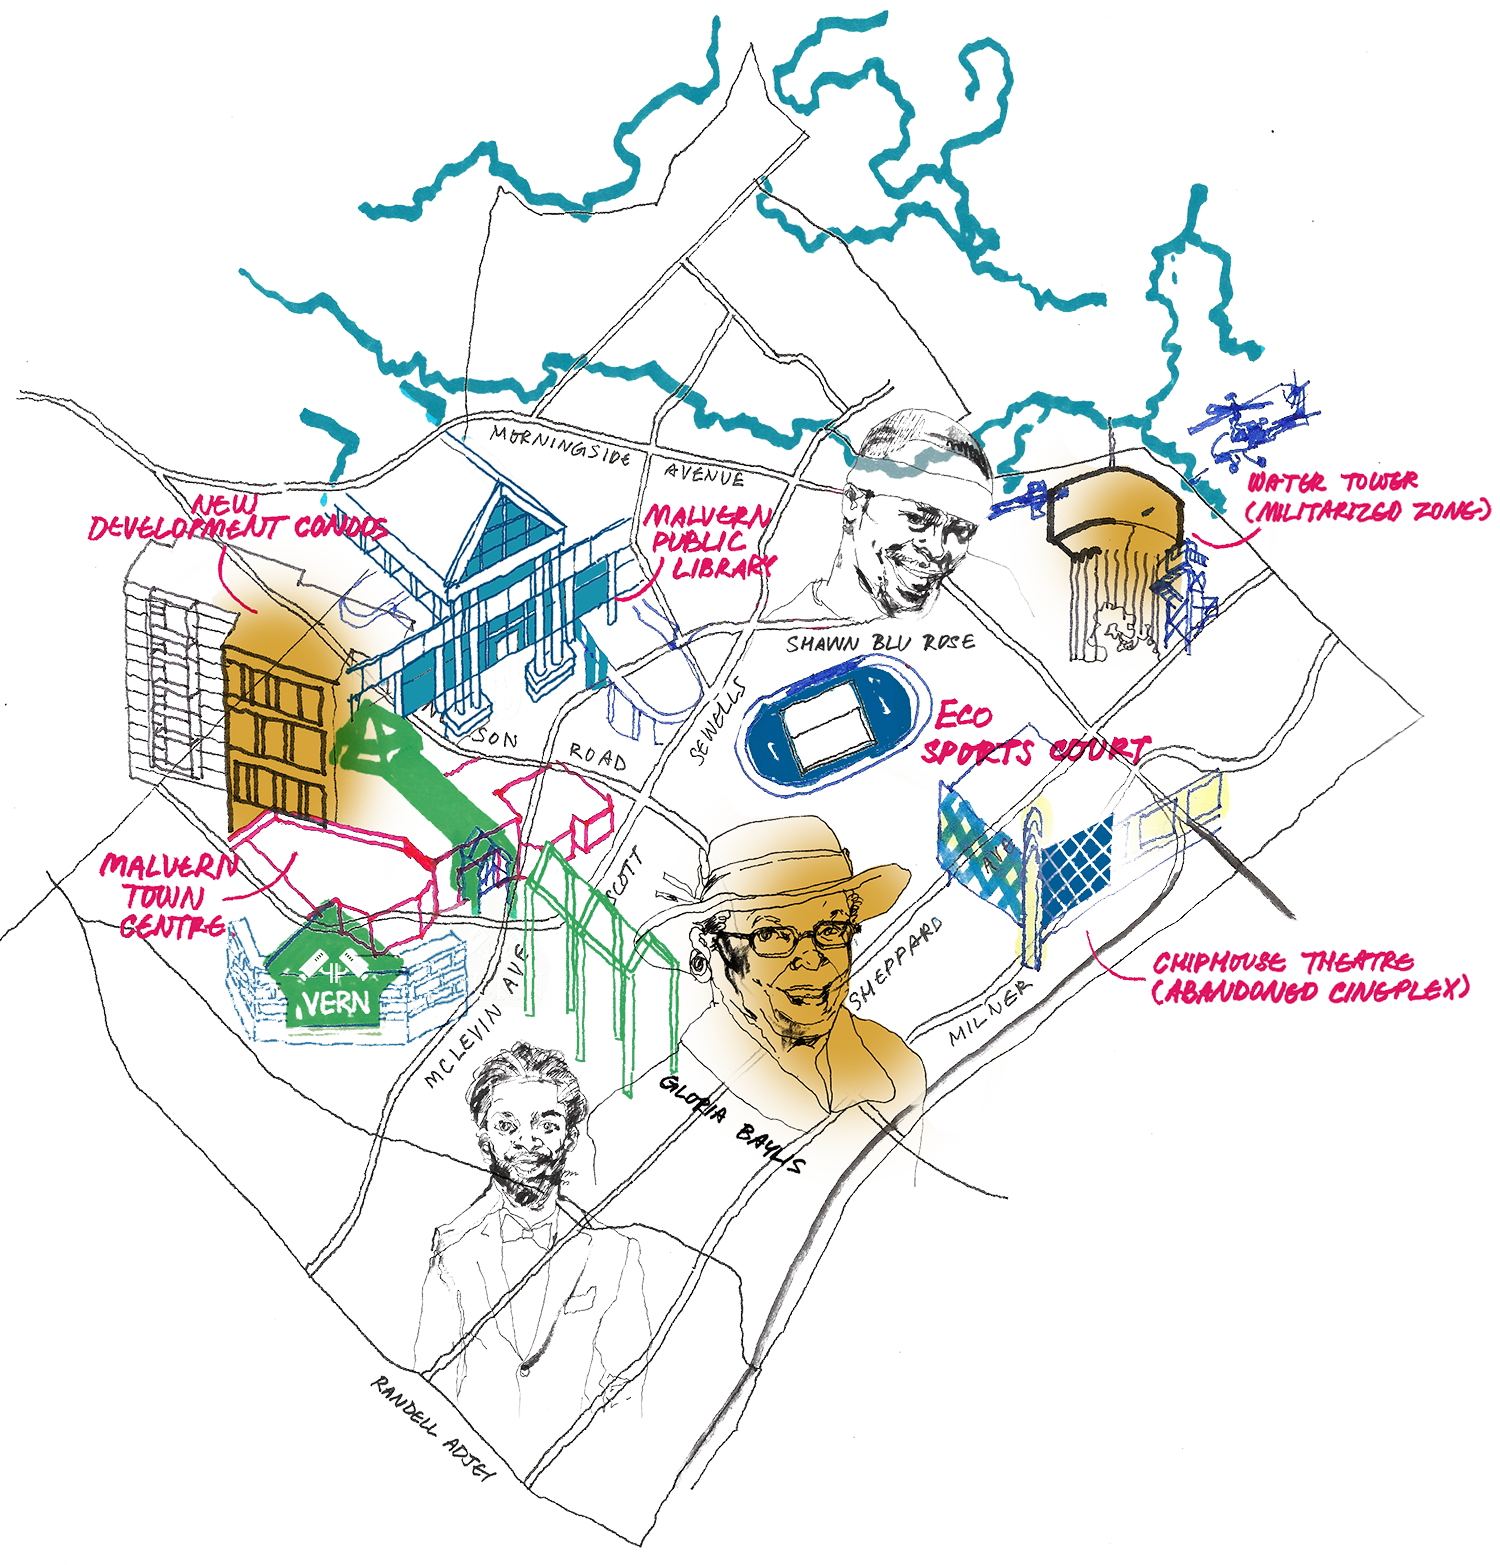 MORNINGSIDE
AVENUE
WATER TOWER
(MILITARIZED ZONE)
NEW
DEVELOPMENT CONDOS
MALVERN
PUBLIC
LIBRARY
SHAWN BLU ROSE
SEWELLS
ECO
SPORTS COURT
SON
ROAD
MALVERN
TOWN
CENTRE
SCOTT
AVE
SHEPPARD
CHIPHOUSE THEATRE
(ABANDONED CINEPLEX)
VERN
MCLEVIN AVE
MILNER
GLORIA BAYLIS
RANDELL ADJEI